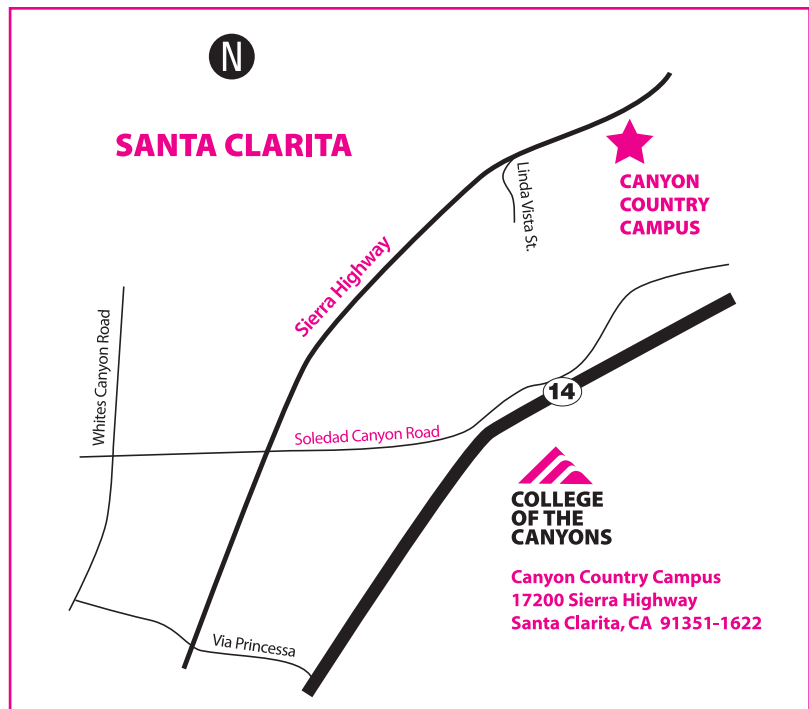 N
SANTA CLARITA
CANYON
COUNTRY
CAMPUS
Linda Vista St.
Sierra Highway
Whites Canyon Road
14
Soledad Canyon Road
COLLEGE
OF THE
CANYONS
Canyon Country Campus
17200 Sierra Highway
Santa Clarita, CA 91351-1622
Via Princessa